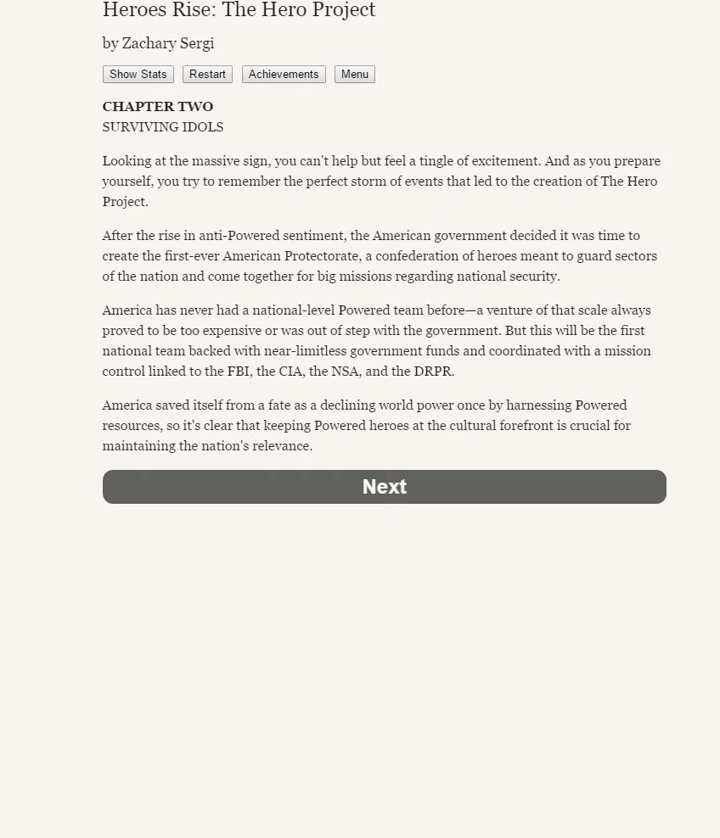 Heroes Rise: The Hero Project
by Zachary Sergi
Show Stats Restart Achievements Menu
CHAPTER TWO
SURVIVING IDOLS
Looking at the massive sign, you can't help but feel a tingle of excitement. And as you prepare
yourself, you try to remember the perfect storm of events that led to the creation of The Hero
Project.
After the rise in anti-Powered sentiment, the American government decided it was time to
create the first-ever American Protectorate, a confederation of heroes meant to guard sectors
of the nation and come together for big missions regarding national security.
America has never had a national-level Powered team before—a venture of that scale always
proved to be too expensive or was out of step with the government. But this will be the first
national team backed with near-limitless government funds and coordinated with a mission
control linked to the FBI, the CIA, the NSA, and the DRPR.
America saved itself from a fate as a declining world power once by harnessing Powered
resources, so it's clear that keeping Powered heroes at the cultural forefront is crucial for
maintaining the nation's relevance.
Next